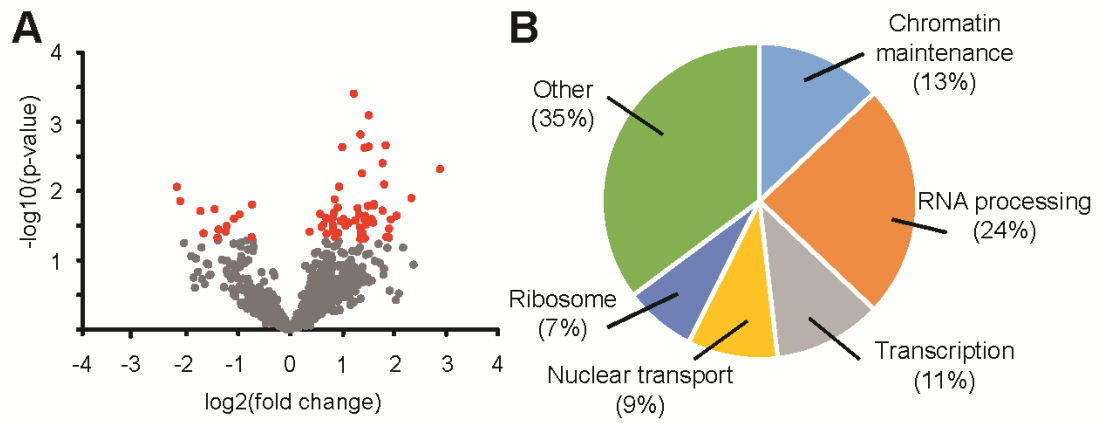 A
-log10(p-value)
4
3
2
1
-4
-3
-2
-1
0
1
2
3
4
log2(fold change)
B
Chromatin
maintenance
(13%)
RNA processing
(24%)
Transcription
(11%)
Nuclear transport
(9%)
Ribosome
(7%)
Other
(35%)